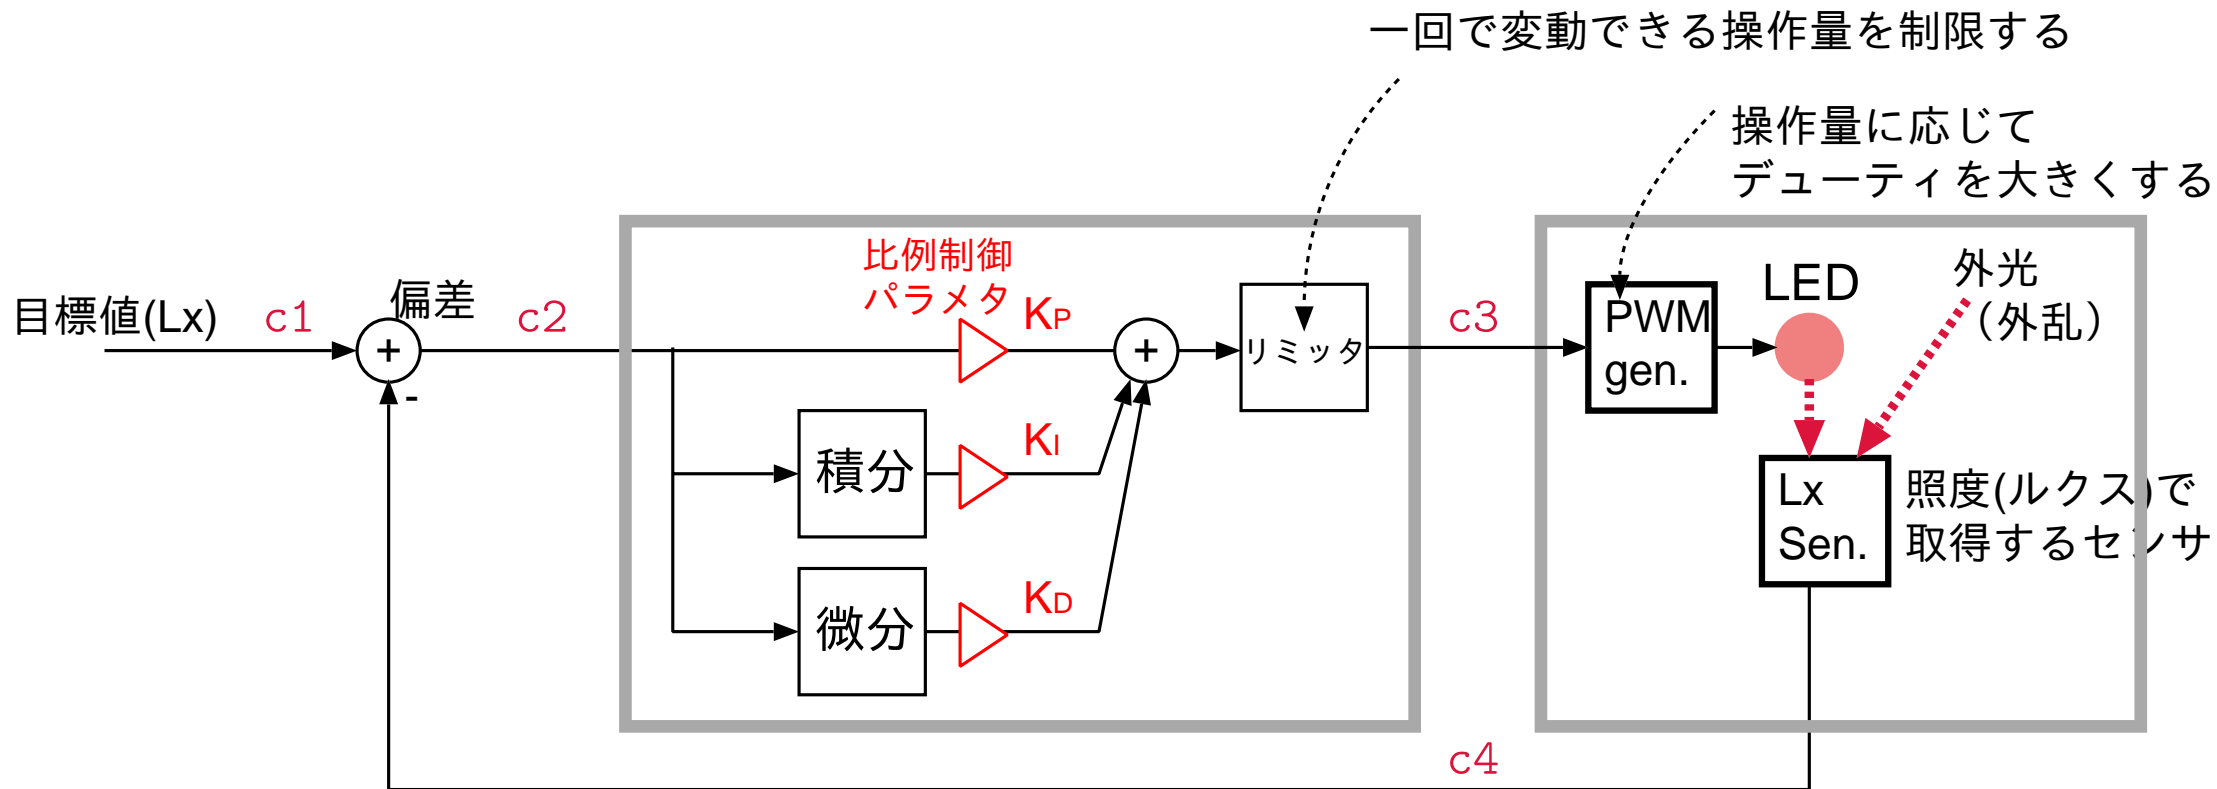 一回で変動できる操作量を制限する
操作量に応じて
デューティを大きくする
目標値(Lx)
c1
+
-
偏差
c2
比例制御
パラメタ
KP
積分
KI
微分
KD
+
リミッタ
c3
PWM
gen.
LED
外光
（外乱）
Lx
Sen.
照度(ルクス)で
取得するセンサ
c4